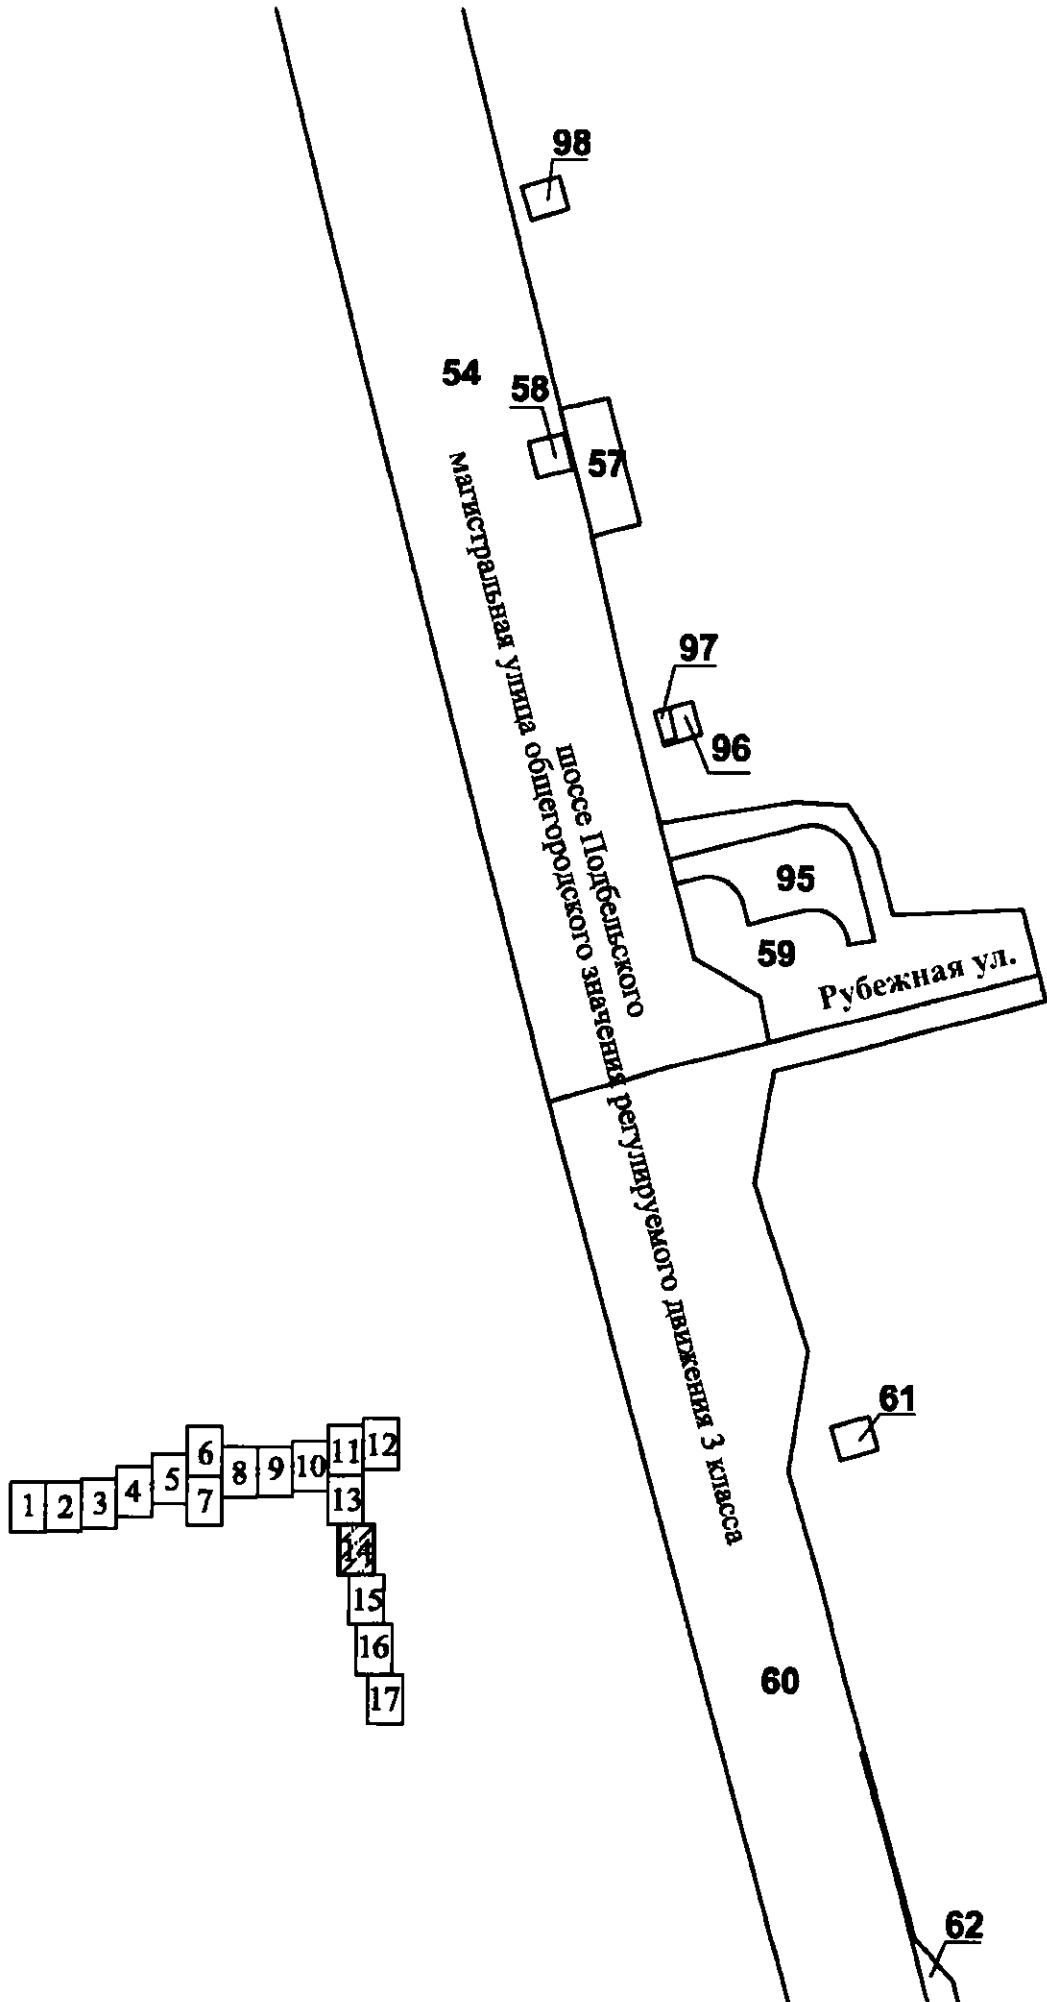 98
54
58
57
магистральная улица общегородского значения регулируемого движения 3 класса
шоссе Подбельского
97
96
95
59
Рубежная ул.
61
60
62
1 2 3 4 5 6 7 8 9 10 11 12 13 14 15 16 17